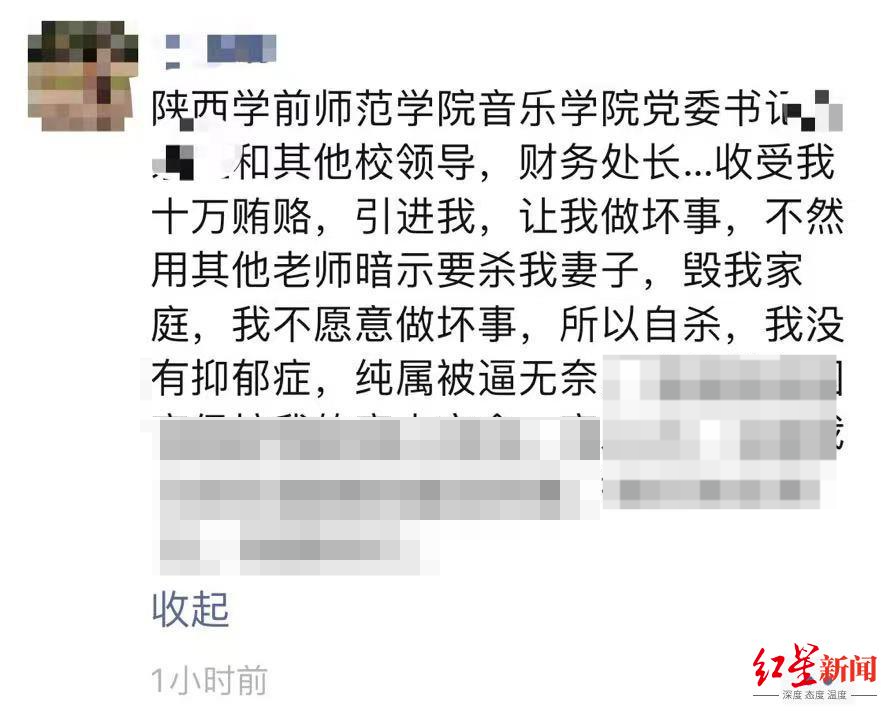 陕西学前师范学院音乐学院党委书记
和其他校领导，财务处长...收受我
十万贿赂，引进我，让我做坏事，不然
用其他老师暗示要杀我妻子，毁我家
庭，我不愿意做坏事，所以自杀，我没
有抑郁症，纯属被逼无奈
收起
1小时前
红星新闻
深度 态度 温度